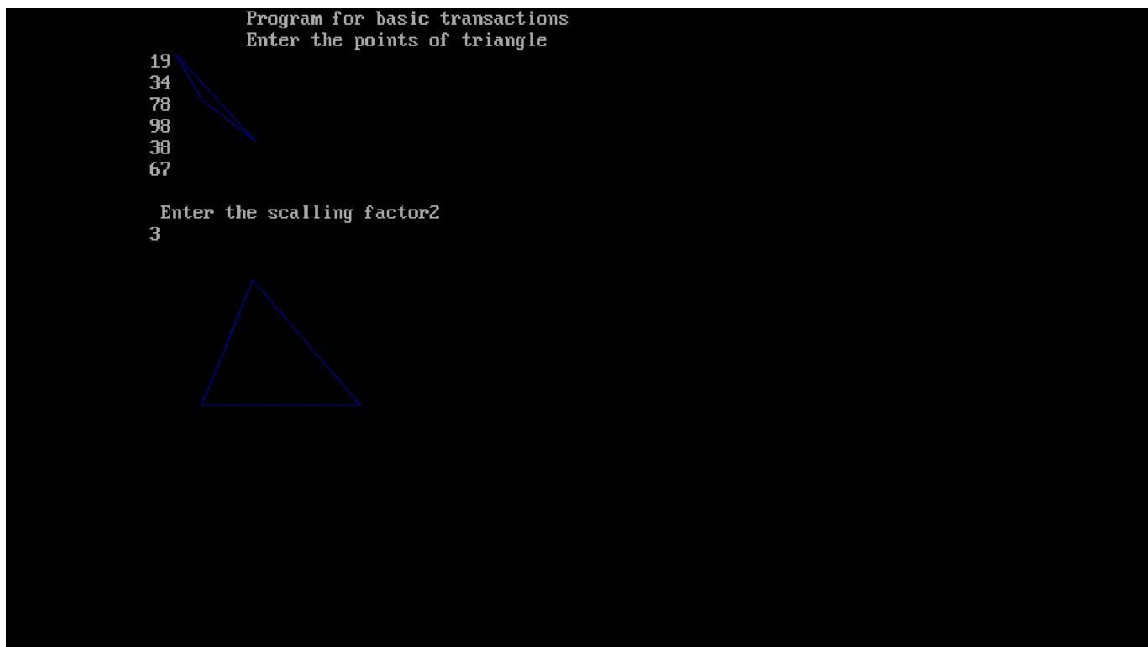 Program for basic transactions
Enter the points of triangle
19
34
78
98
38
67
Enter the scalling factor2
3